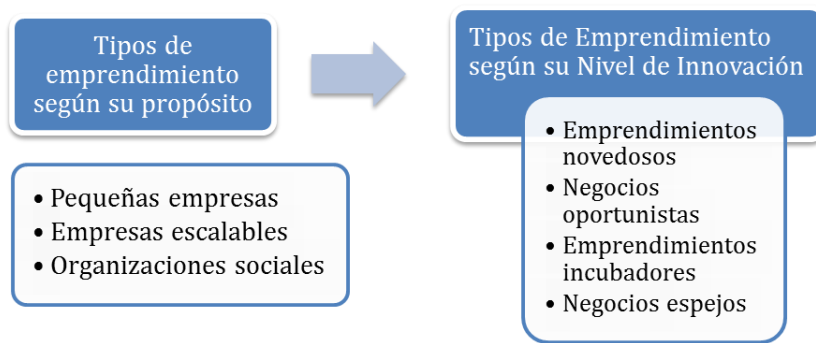 Tipos de
emprendimiento
según su propósito
• Pequeñas empresas
• Empresas escalables
• Organizaciones sociales
Tipos de Emprendimiento
según su Nivel de Innovación
• Emprendimientos
novedosos
• Negocios
oportunistas
• Emprendimientos
incubadores
• Negocios espejos